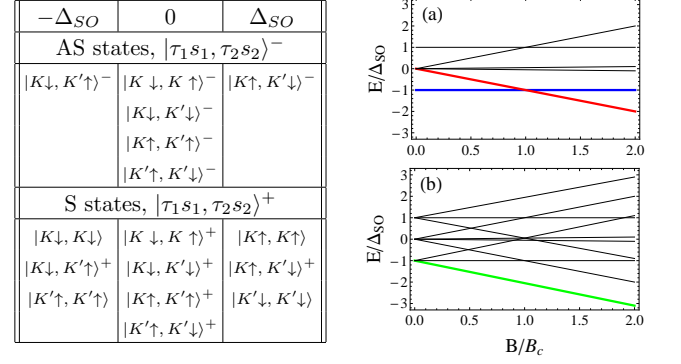 −Δ_SO 0 Δ_SO
AS states, |τ₁s₁, τ₂s₂⟩⁻
|K↓, K′↑⟩⁻ |K ↓, K ↑⟩⁻ |K↑, K′↓⟩⁻
|K↓, K′↓⟩⁻
|K↑, K′↑⟩⁻
|K′↑, K′↓⟩⁻
S states, |τ₁s₁, τ₂s₂⟩⁺
|K↓, K↓⟩ |K ↓, K ↑⟩⁺ |K↑, K↑⟩
|K↓, K′↑⟩⁺ |K↓, K′↓⟩⁺ |K↑, K′↓⟩⁺
|K′↑, K′↑⟩ |K↑, K′↑⟩⁺ |K′↓, K′↓⟩
|K′↑, K′↓⟩⁺
(a)
E/Δ_SO
3
2
1
0
−1
−2
−3
0.0 0.5 1.0 1.5 2.0
(b)
E/Δ_SO
3
2
1
0
−1
−2
−3
0.0 0.5 1.0 1.5 2.0
B/B_c